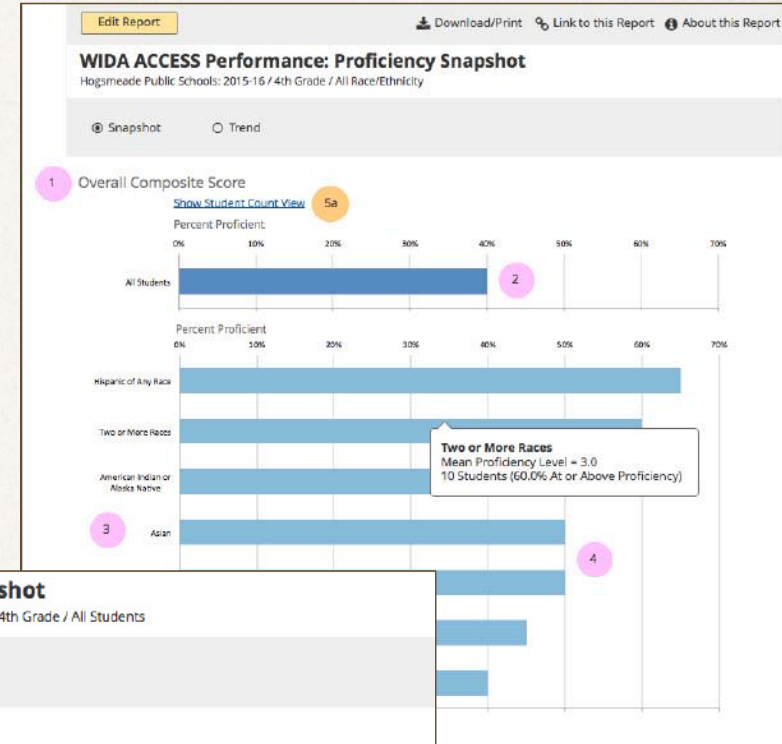 Edit Report
Download/Print Link to this Report About this Report
WIDA ACCESS Performance: Proficiency Snapshot
Hogsmeade Public Schools: 2015-16 / 4th Grade / All Race/Ethnicity
Snapshot Trend
1 Overall Composite Score
Show Student Count View 5a
Percent Proficient
0% 10% 20% 30% 40% 50% 60% 70%
All Students 2
Percent Proficient
0% 10% 20% 30% 40% 50% 60% 70%
Hispanic of Any Race
Two or More Races
Two or More Races
Mean Proficiency Level = 3.0
10 Students (60.0% At or Above Proficiency)
American Indian or
Alaska Native
3 Asian
4
shot
4th Grade / All Students